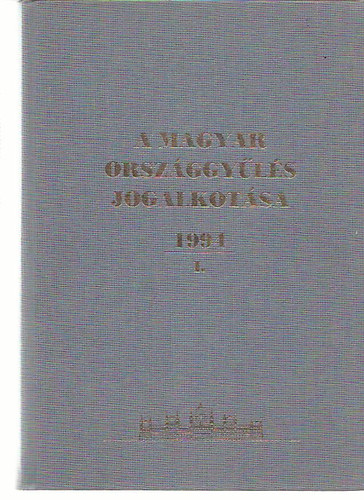 A MAGYAR
ORSZÁGGYŰLÉS
JOGALKOTÁSA
1994
I.